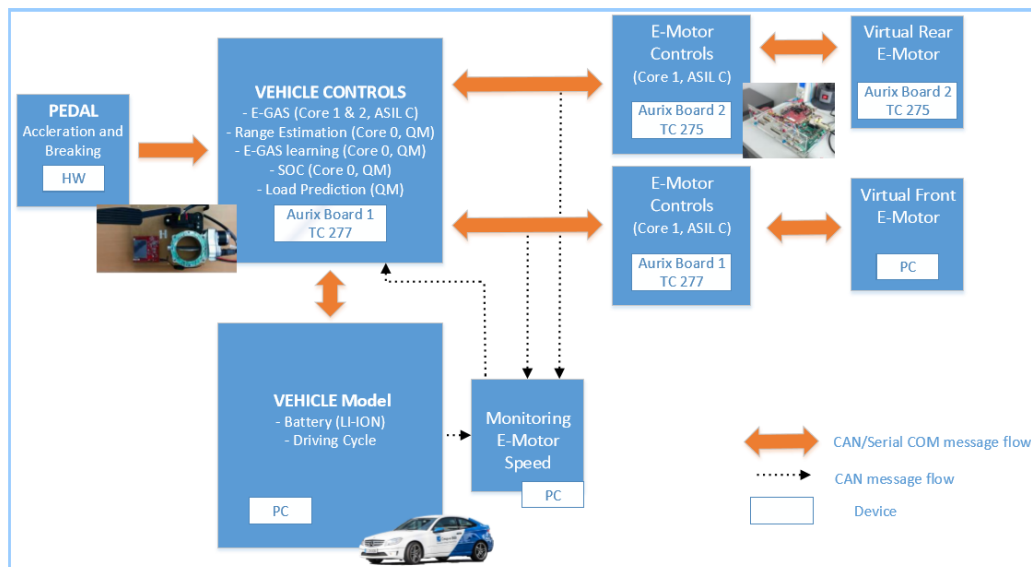 PEDAL
Accleration and
Breaking
HW
VEHICLE CONTROLS
- E-GAS (Core 1 & 2, ASIL C)
- Range Estimation (Core 0, QM)
- E-GAS learning (Core 0, QM)
- SOC (Core 0, QM)
- Load Prediction (QM)
Aurix Board 1
TC 277
E-Motor
Controls
(Core 1, ASIL C)
Aurix Board 2
TC 275
Virtual Rear
E-Motor
Aurix Board 2
TC 275
E-Motor
Controls
(Core 1, ASIL C)
Aurix Board 1
TC 277
Virtual Front
E-Motor
PC
VEHICLE Model
- Battery (LI-ION)
- Driving Cycle
PC
Monitoring
E-Motor
Speed
PC
CAN/Serial COM message flow
CAN message flow
Device